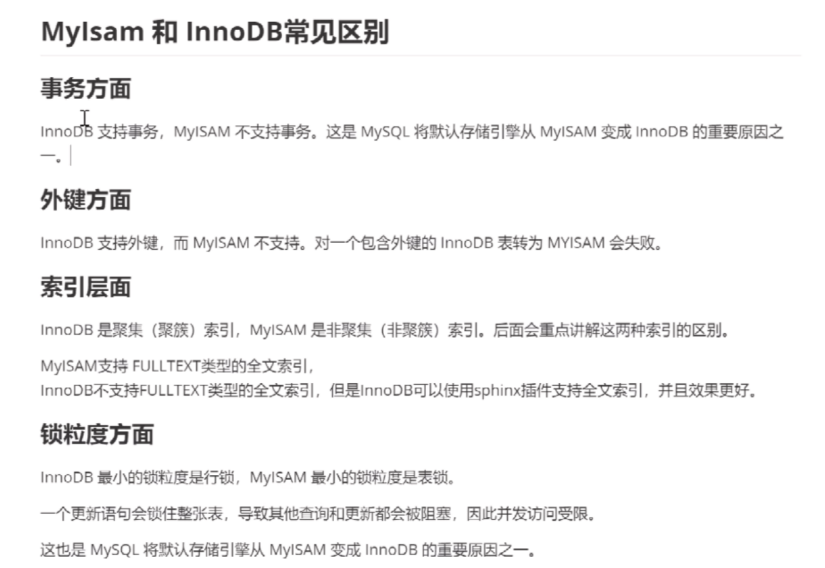 MyIsam 和 InnoDB常见区别
事务方面
InnoDB 支持事务，MyISAM 不支持事务。这是 MySQL 将默认存储引擎从 MyISAM 变成 InnoDB 的重要原因之
一。
外键方面
InnoDB 支持外键，而 MyISAM 不支持。对一个包含外键的 InnoDB 表转为 MYISAM 会失败。
索引层面
InnoDB 是聚集（聚簇）索引，MyISAM 是非聚集（非聚簇）索引。后面会重点讲解这两种索引的区别。
MyISAM支持 FULLTEXT类型的全文索引，
InnoDB不支持FULLTEXT类型的全文索引，但是InnoDB可以使用sphinx插件支持全文索引，并且效果更好。
锁粒度方面
InnoDB 最小的锁粒度是行锁，MyISAM 最小的锁粒度是表锁。
一个更新语句会锁住整张表，导致其他查询和更新都会被阻塞，因此并发访问受限。
这也是 MySQL 将默认存储引擎从 MyISAM 变成 InnoDB 的重要原因之一。